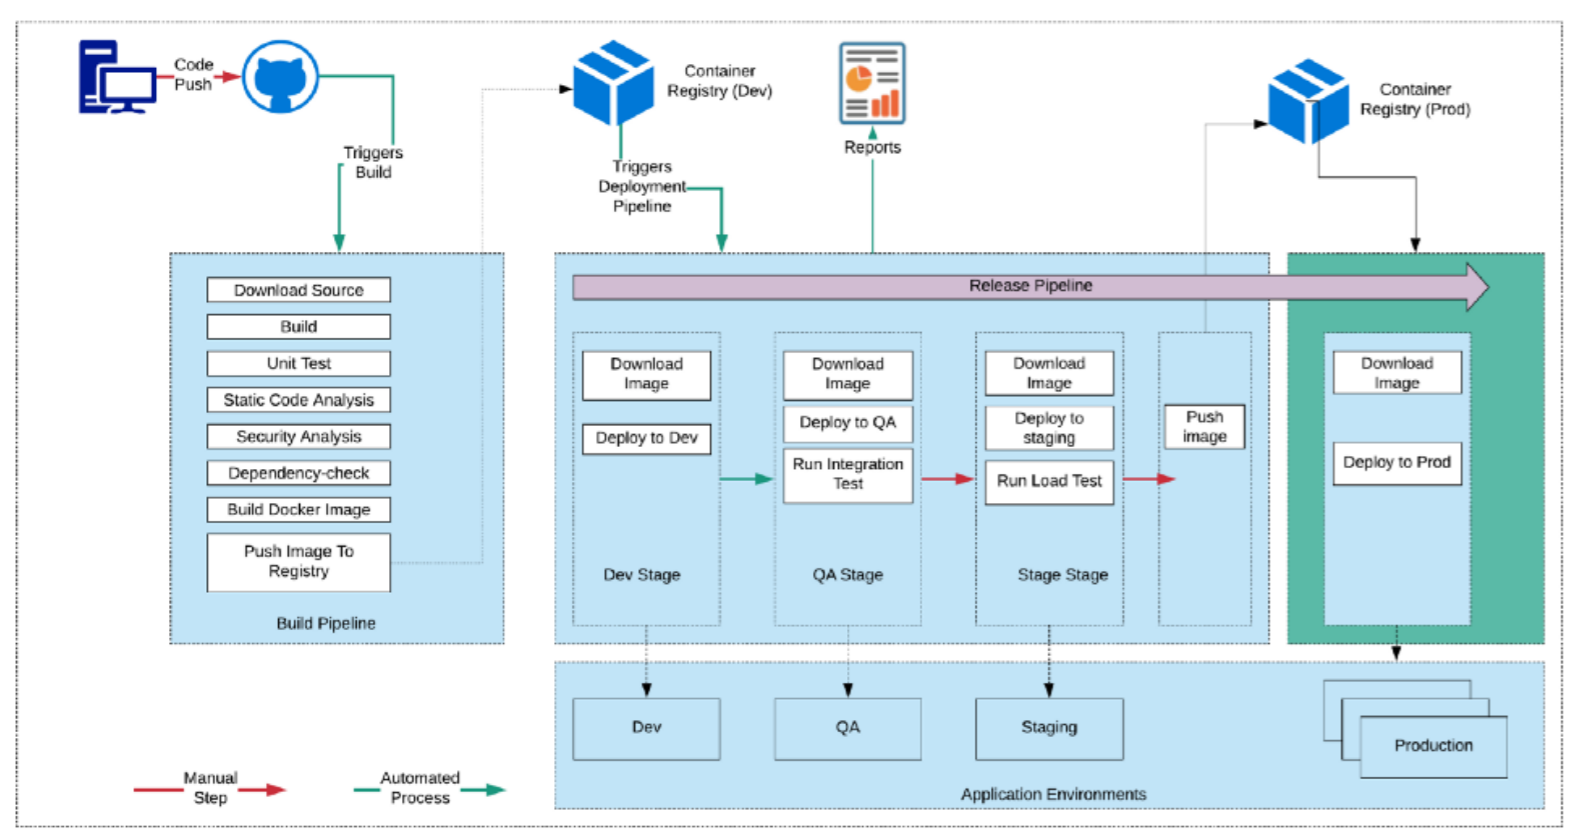 Code
Push
Container
Registry (Dev)
Container
Registry (Prod)
Reports
Triggers
Build
Triggers
Deployment
Pipeline
Release Pipeline
Download Source
Build
Unit Test
Static Code Analysis
Security Analysis
Dependency-check
Build Docker Image
Push Image To
Registry
Build Pipeline
Download
Image
Deploy to Dev
Dev Stage
Download
Image
Deploy to QA
Run Integration
Test
QA Stage
Download
Image
Deploy to
staging
Run Load Test
Stage Stage
Push
image
Download
Image
Deploy to Prod
Dev
QA
Staging
Production
Application Environments
Manual
Step
Automated
Process